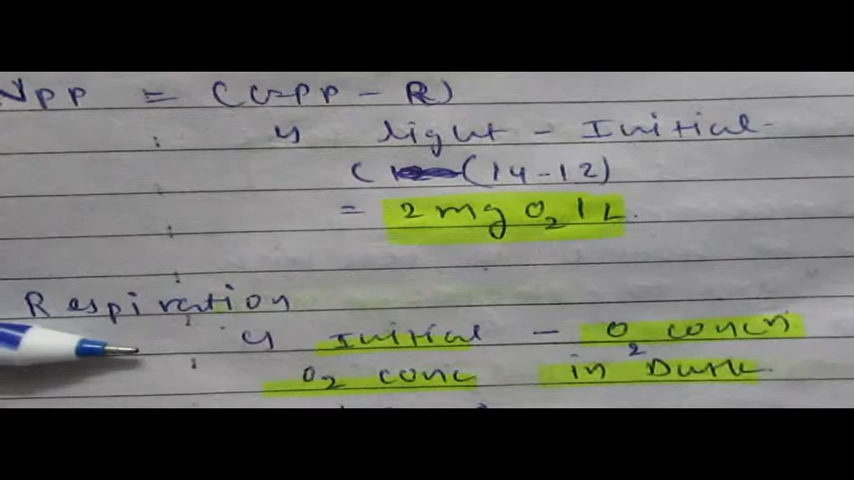 NPP = (GPP - R)
↳ light - Initial
(14-12)
= 2 mg O2 / L.
Respiration
↳ Initial - O2 concn
O2 conc in Dark.